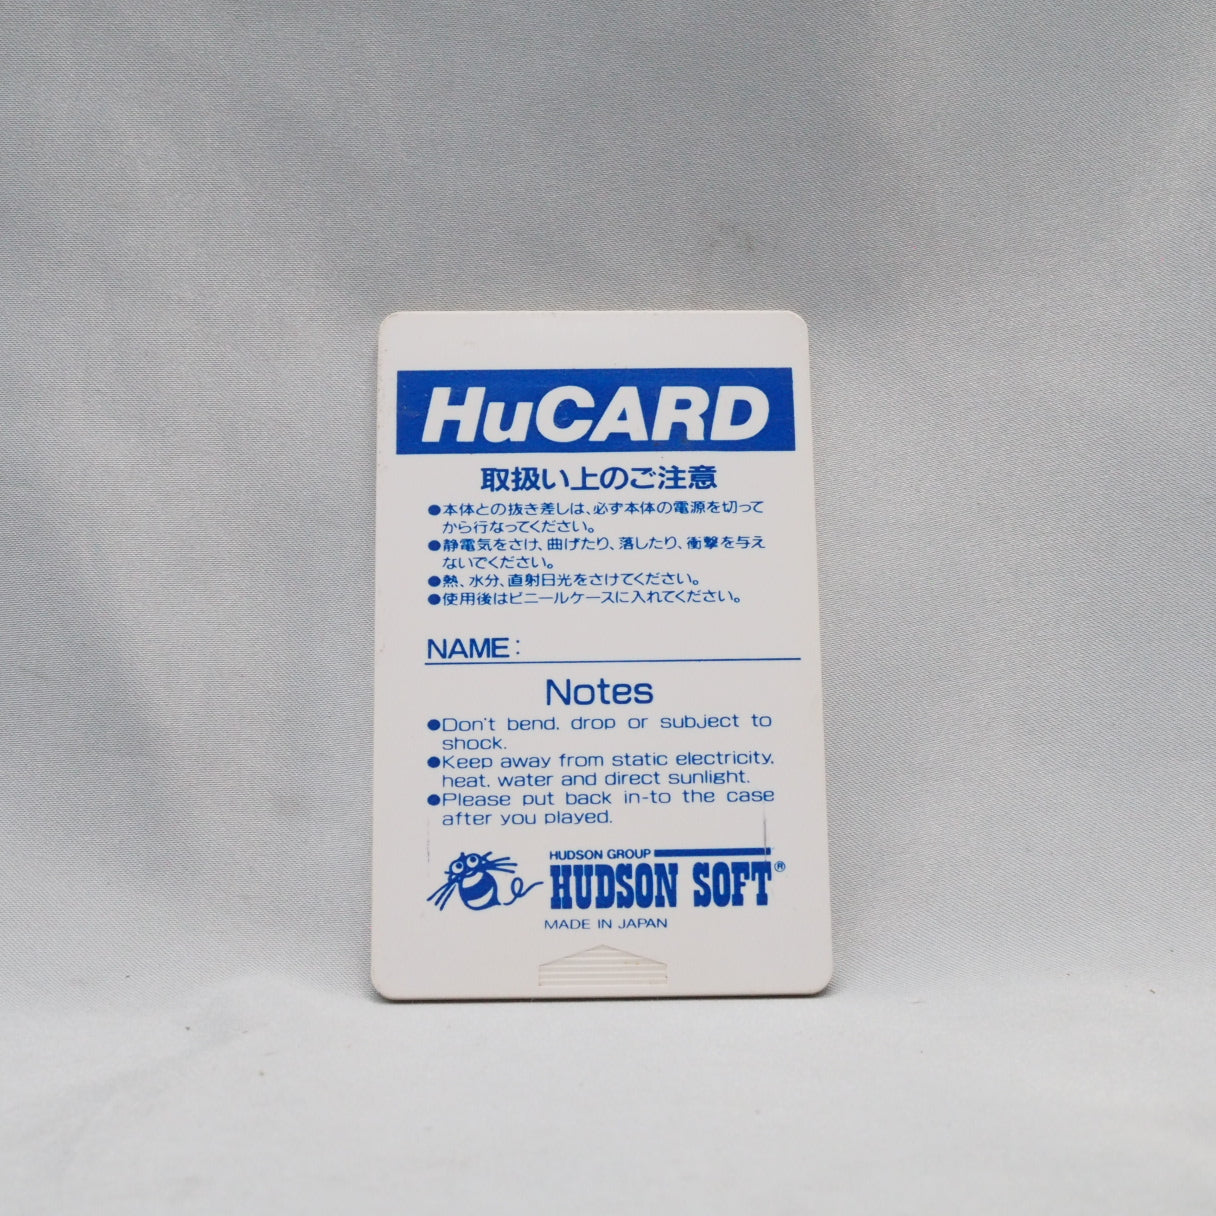 HuCARD
取扱い上のご注意
●本体との抜き差しは、必ず本体の電源を切って
から行なってください。
●静電気をさけ、曲げたり、落したり、衝撃を与え
ないでください。
●熱、水分、直射日光をさけてください。
●使用後はビニールケースに入れてください。
NAME:
Notes
●Don't bend, drop or subject to
shock.
●Keep away from static electricity,
heat, water and direct sunlight.
●Please put back in-to the case
after you played.
HUDSON GROUP
HUDSON SOFT®
MADE IN JAPAN